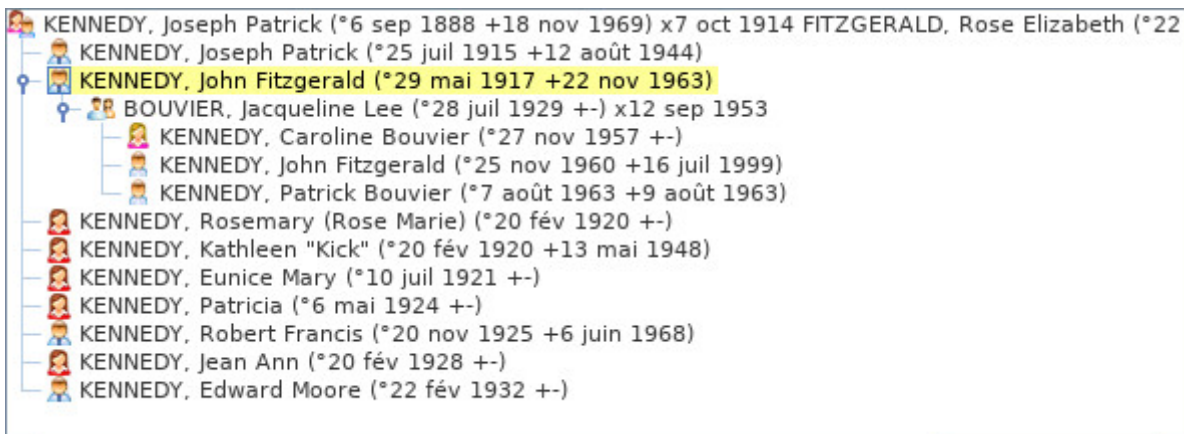 KENNEDY, Joseph Patrick (°6 sep 1888 +18 nov 1969) x7 oct 1914 FITZGERALD, Rose Elizabeth (°22
KENNEDY, Joseph Patrick (°25 juil 1915 +12 août 1944)
KENNEDY, John Fitzgerald (°29 mai 1917 +22 nov 1963)
BOUVIER, Jacqueline Lee (°28 juil 1929 +-) x12 sep 1953
KENNEDY, Caroline Bouvier (°27 nov 1957 +-)
KENNEDY, John Fitzgerald (°25 nov 1960 +16 juil 1999)
KENNEDY, Patrick Bouvier (°7 août 1963 +9 août 1963)
KENNEDY, Rosemary (Rose Marie) (°20 fév 1920 +-)
KENNEDY, Kathleen "Kick" (°20 fév 1920 +13 mai 1948)
KENNEDY, Eunice Mary (°10 juil 1921 +-)
KENNEDY, Patricia (°6 mai 1924 +-)
KENNEDY, Robert Francis (°20 nov 1925 +6 juin 1968)
KENNEDY, Jean Ann (°20 fév 1928 +-)
KENNEDY, Edward Moore (°22 fév 1932 +-)